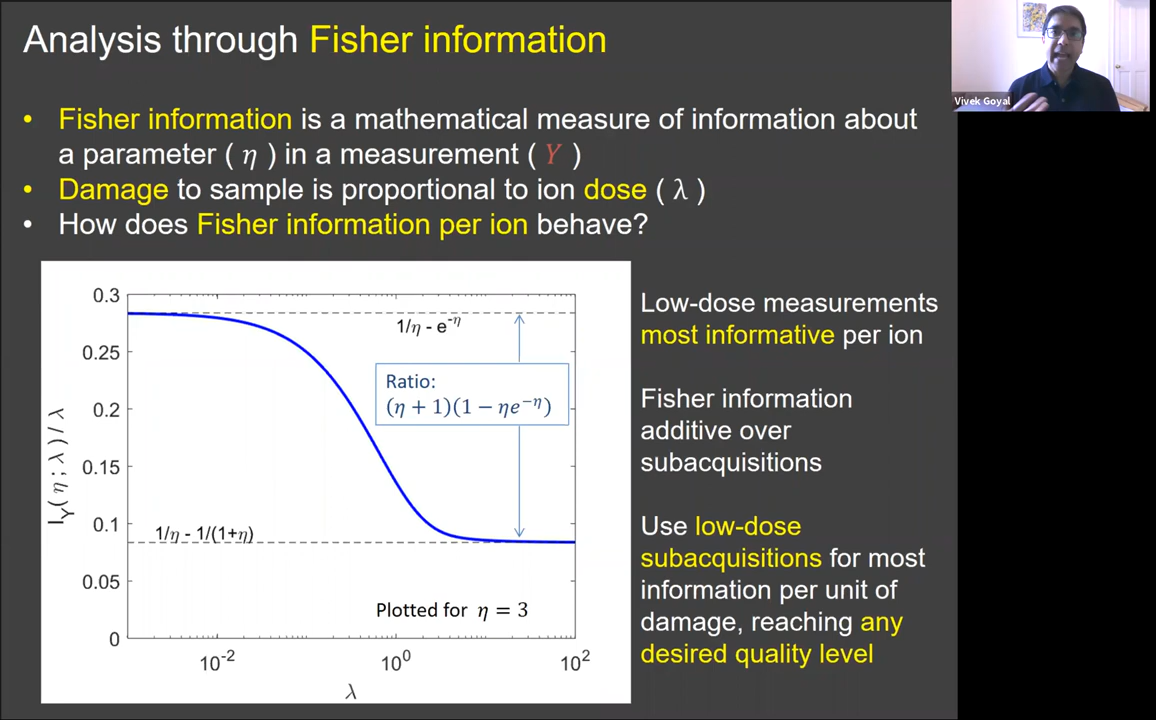 Analysis through Fisher information
Vivek Goyal
• Fisher information is a mathematical measure of information about
a parameter ( η ) in a measurement ( Y )
• Damage to sample is proportional to ion dose ( λ )
• How does Fisher information per ion behave?
0.3
0.25
0.2
0.15
0.1
0.05
0
I_Y( η ; λ ) / λ
1/η - e^{-η}
Ratio:
(η + 1)(1 − ηe^{−η})
1/η - 1/(1+η)
Plotted for η = 3
10^{-2}
10^{0}
10^{2}
λ
Low-dose measurements
most informative per ion
Fisher information
additive over
subacquisitions
Use low-dose
subacquisitions for most
information per unit of
damage, reaching any
desired quality level